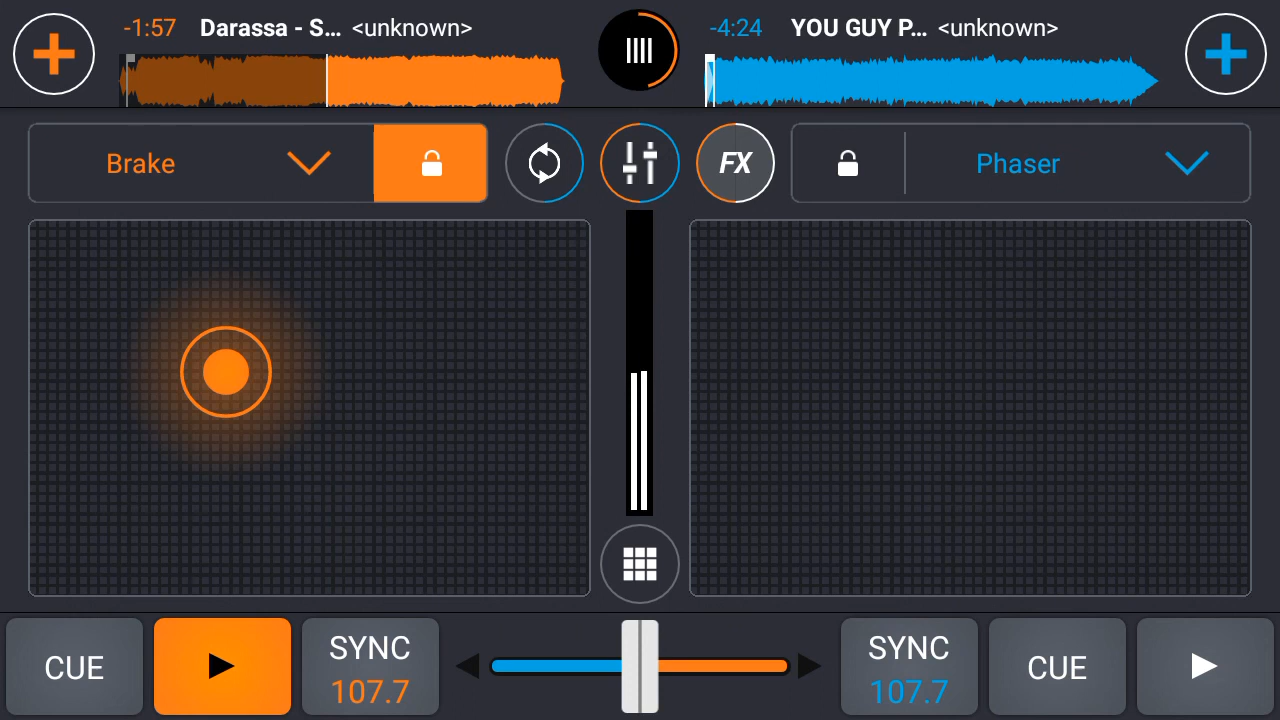 -1:57 Darassa - S... <unknown>
-4:24 YOU GUY P... <unknown>
Brake
FX
Phaser
CUE
SYNC
107.7
SYNC
107.7
CUE